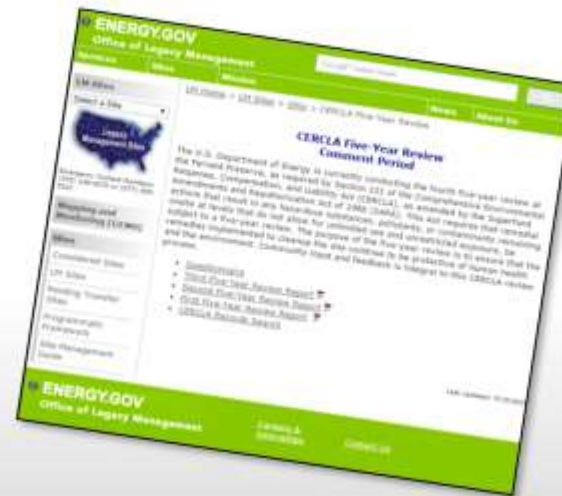 ENERGY.GOV
Office of Legacy Management
Sites
Mission
News
About Us
LM Sites
Select a Site
Legacy
Management Sites
LM Home > LM Sites > Ohio > CERCLA Five-Year Review
CERCLA Five-Year Review
Comment Period
The U.S. Department of Energy is currently conducting the fourth five-year review at
the Fernald Preserve, as required by Section 121 of the Comprehensive Environmental
Response, Compensation, and Liability Act (CERCLA), as amended by the Superfund
Amendments and Reauthorization Act of 1986 (SARA). This Act requires that remedial
actions that result in any hazardous substances, pollutants, or contaminants remaining
onsite at levels that do not allow for unlimited use and unrestricted exposure, be
subject to a five-year review. The purpose of the five-year review is to ensure that the
remedies implemented to cleanup the site continue to be protective of human health
and the environment. Community input and feedback is integral to this CERCLA review
process.
Questionnaire
Third Five-Year Review Report
Second Five-Year Review Report
First Five-Year Review Report
CERCLA Records Search
Sites
Considered Sites
LM Sites
Pending Transfer
Sites
Programmatic
Framework
Site Management
Guide
Last Updated:
ENERGY.GOV
Office of Legacy Management
Contact Us